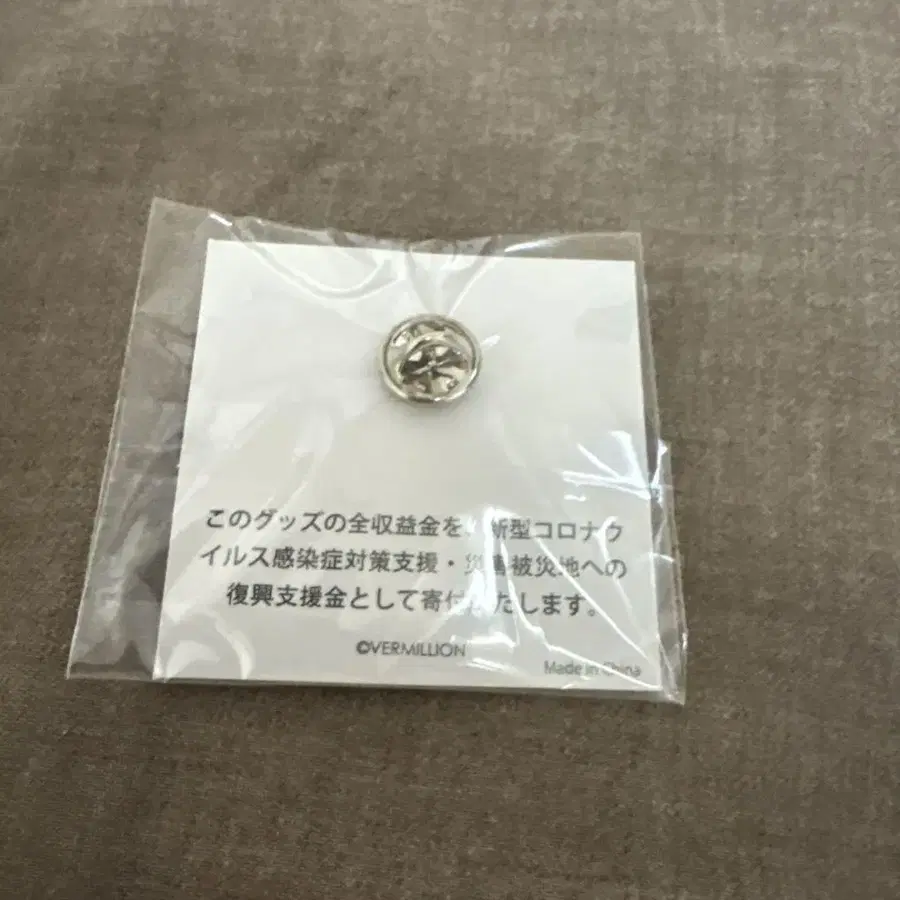 このグッズの全収益金を、新型コロナウ
イルス感染症対策支援・災害被災地への
復興支援金として寄付いたします。
©VERMILLION
Made in China